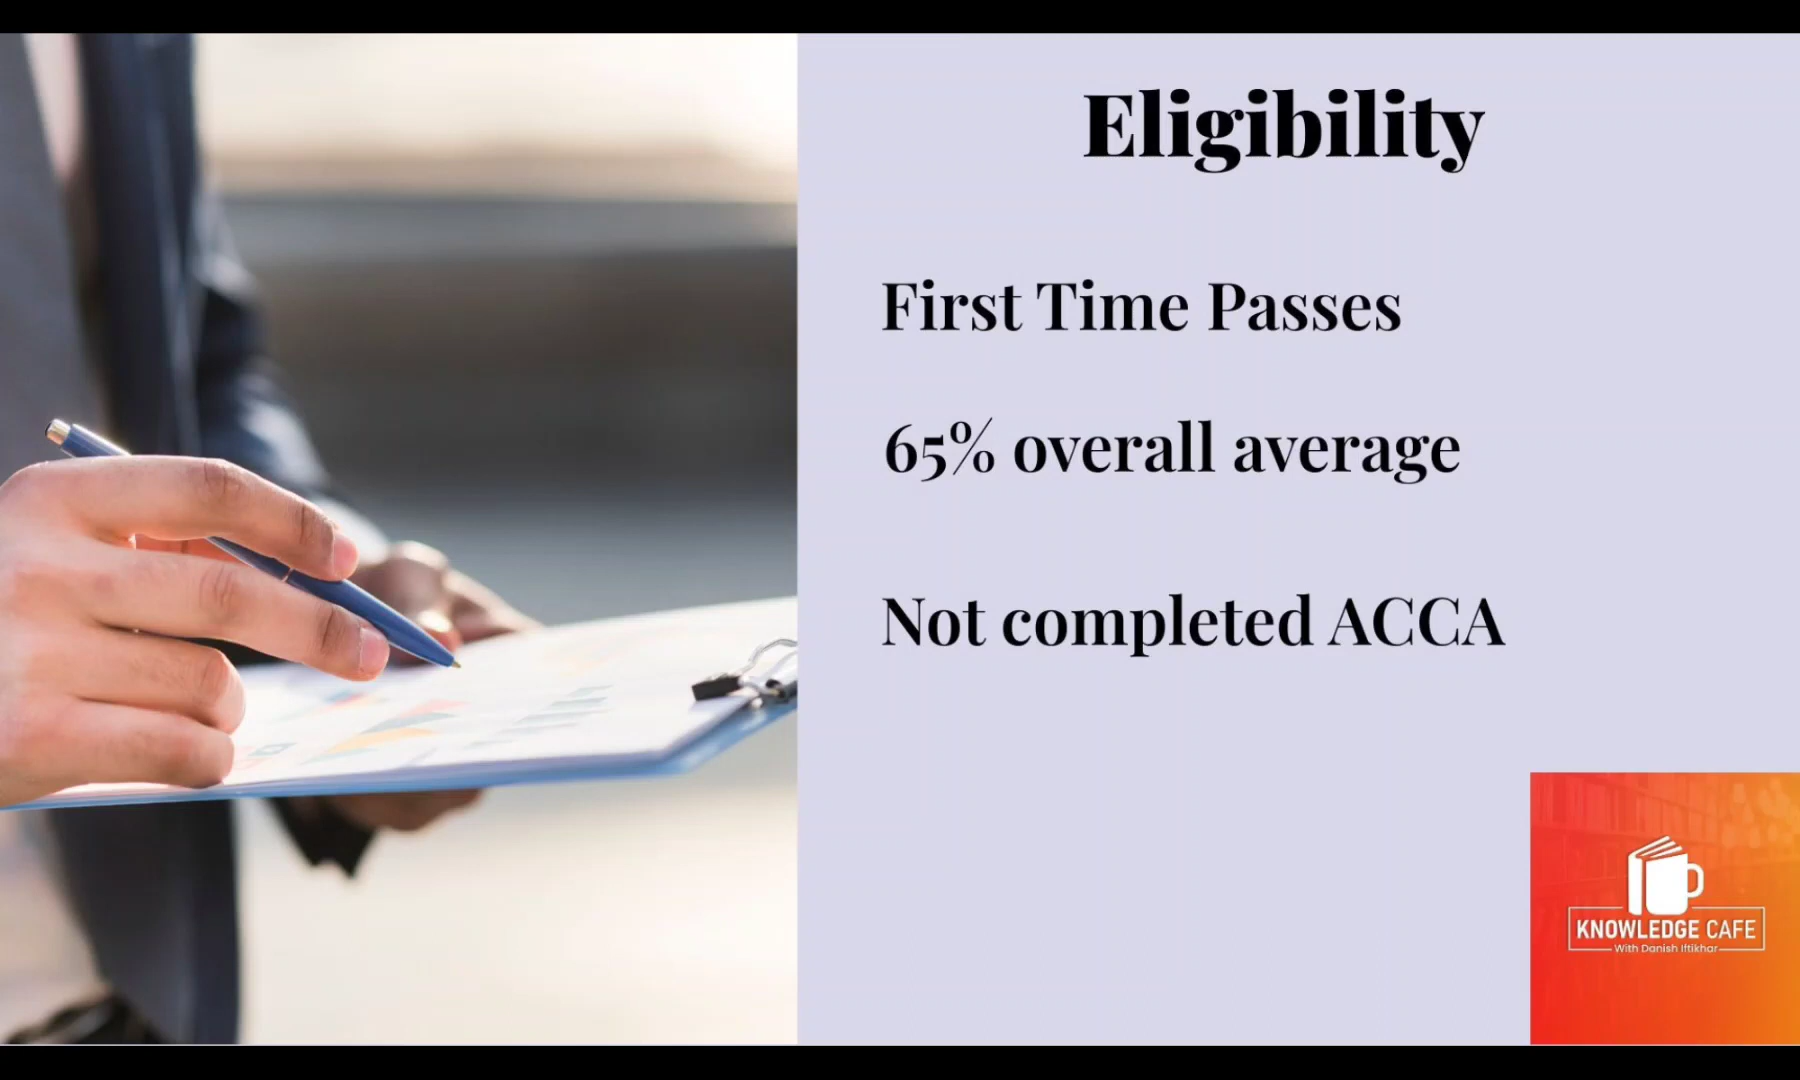 Eligibility
First Time Passes
65% overall average
Not completed ACCA
KNOWLEDGE CAFE
With Danish Iftikhar